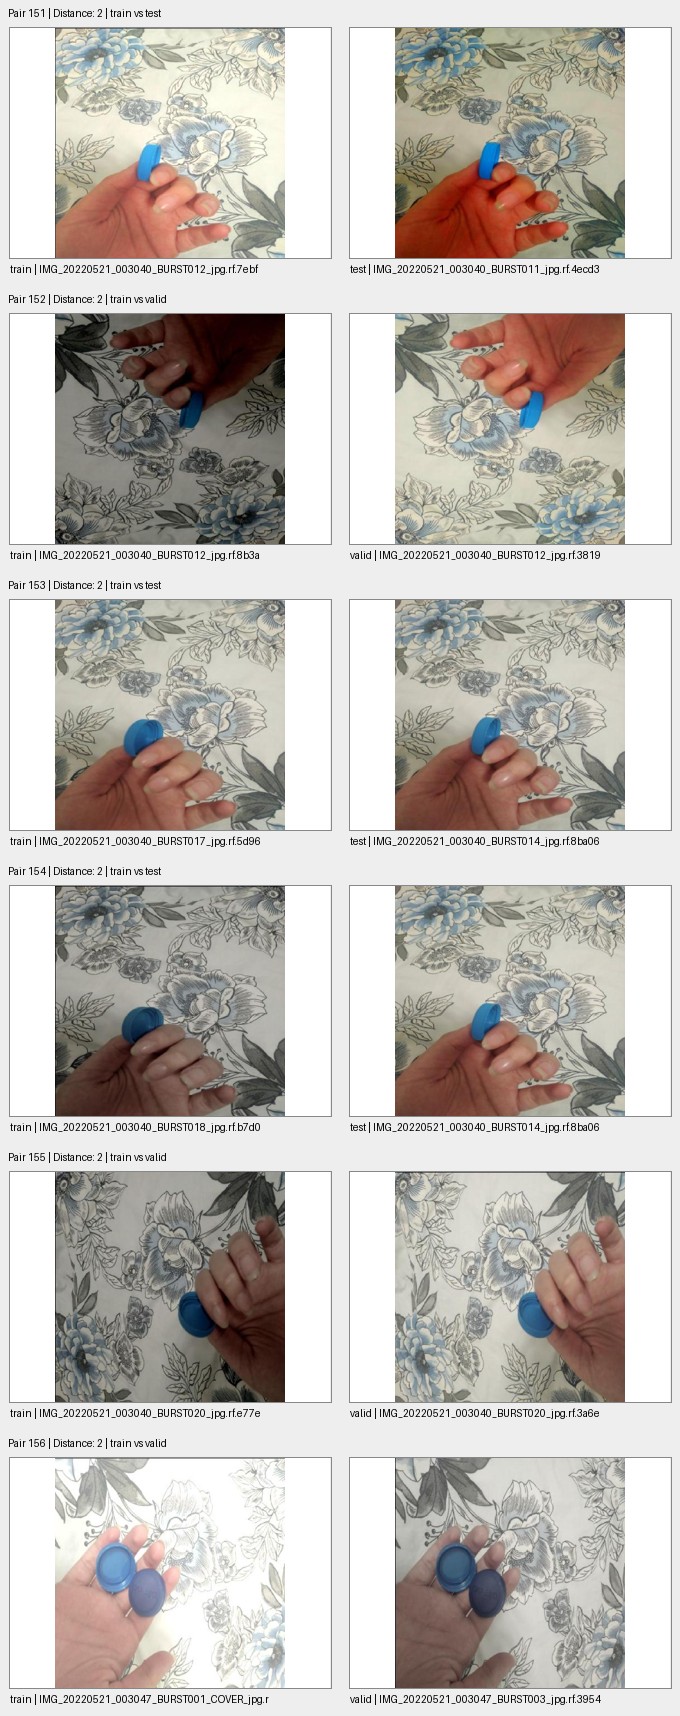 Pair 151 | Distance: 2 | train vs test
train | IMG_20220521_003040_BURST012_jpg.rf.7ebf
test | IMG_20220521_003040_BURST011_jpg.rf.4ecd3
Pair 152 | Distance: 2 | train vs valid
train | IMG_20220521_003040_BURST012_jpg.rf.8b3a
valid | IMG_20220521_003040_BURST012_jpg.rf.3819
Pair 153 | Distance: 2 | train vs test
train | IMG_20220521_003040_BURST017_jpg.rf.5d96
test | IMG_20220521_003040_BURST014_jpg.rf.8ba06
Pair 154 | Distance: 2 | train vs test
train | IMG_20220521_003040_BURST018_jpg.rf.b7d0
test | IMG_20220521_003040_BURST014_jpg.rf.8ba06
Pair 155 | Distance: 2 | train vs valid
train | IMG_20220521_003040_BURST020_jpg.rf.e77e
valid | IMG_20220521_003040_BURST020_jpg.rf.3a6e
Pair 156 | Distance: 2 | train vs valid
train | IMG_20220521_003047_BURST001_COVER_jpg.r
valid | IMG_20220521_003047_BURST003_jpg.rf.3954